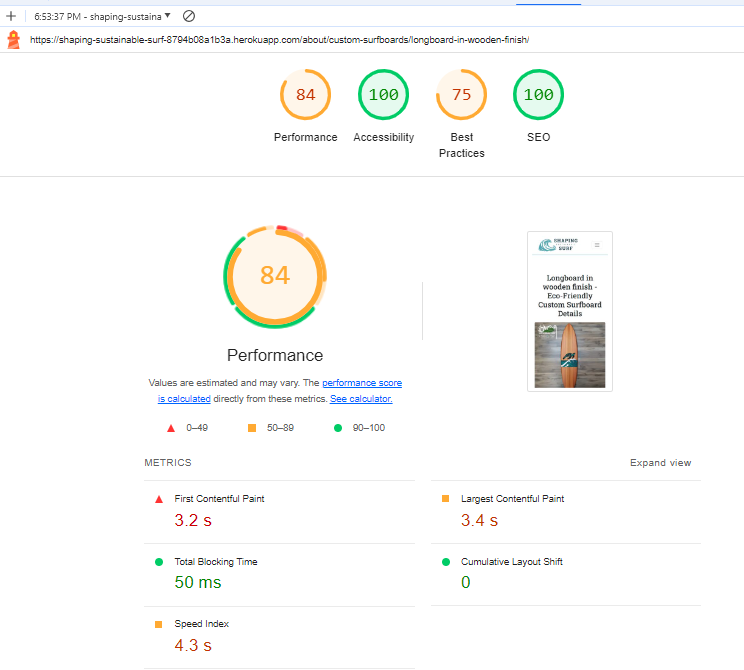 6:53:37 PM - shaping-sustaina
https://shaping-sustainable-surf-8794b08a1b3a.herokuapp.com/about/custom-surfboards/longboard-in-wooden-finish/
84
100
75
100
Performance
Accessibility
Best
Practices
SEO
84
Performance
Values are estimated and may vary. The performance score
is calculated directly from these metrics. See calculator.
0–49
50–89
90–100
SHAPING
SURF
Longboard in
wooden finish -
Eco-Friendly
Custom Surfboard
Details
METRICS
Expand view
First Contentful Paint
3.2 s
Largest Contentful Paint
3.4 s
Total Blocking Time
50 ms
Cumulative Layout Shift
0
Speed Index
4.3 s